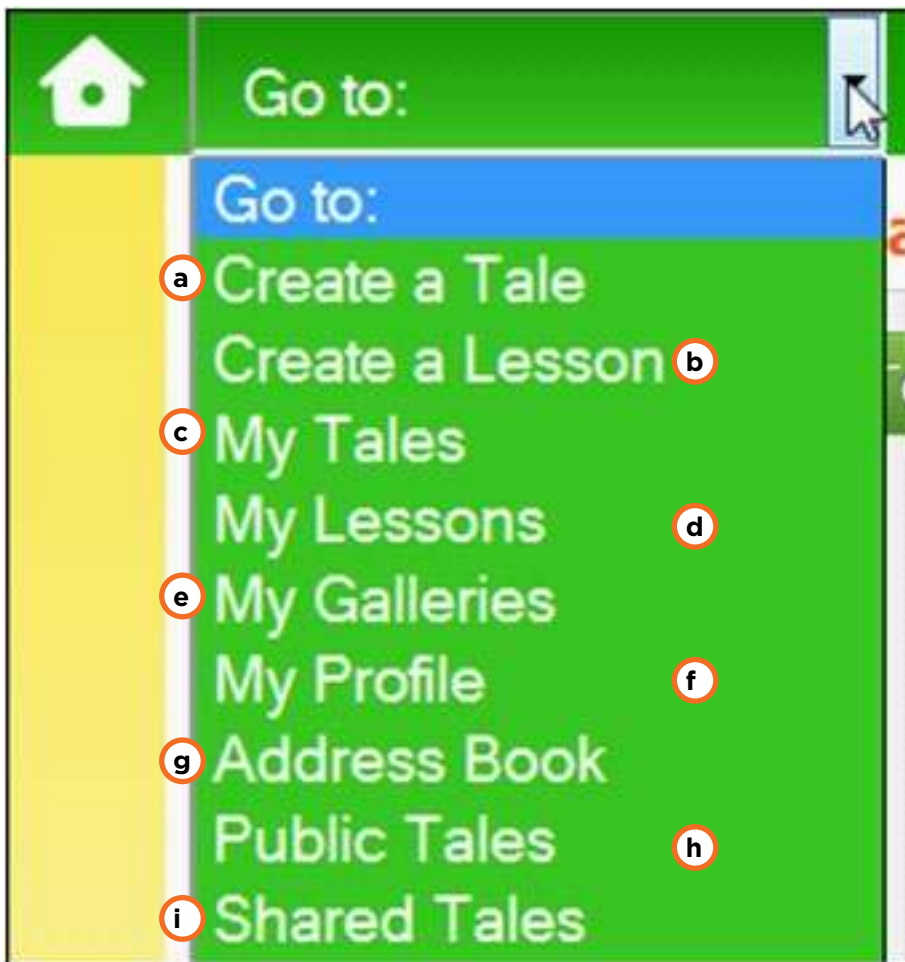 Go to:
Go to:
a Create a Tale
Create a Lesson b
c My Tales
My Lessons d
e My Galleries
My Profile f
g Address Book
Public Tales h
i Shared Tales